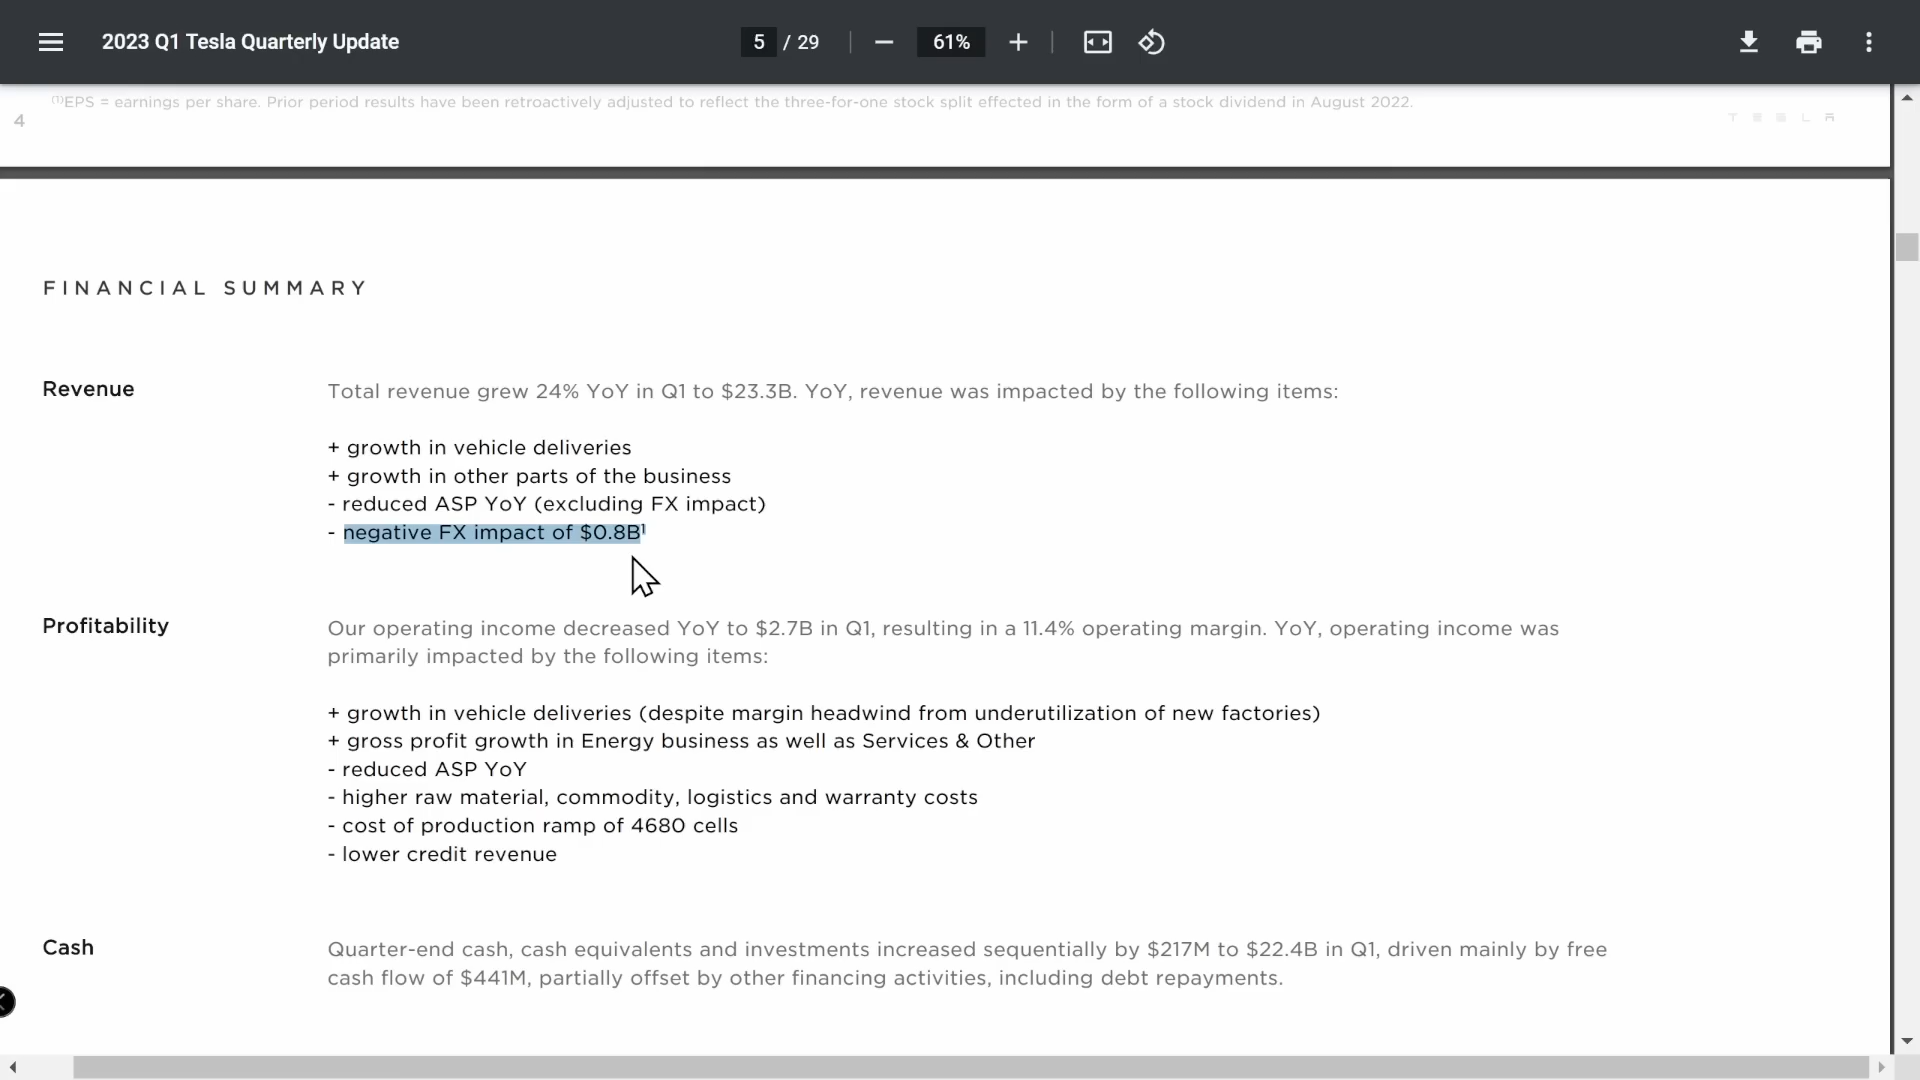 2023 Q1 Tesla Quarterly Update
5 / 29
61%
(1)EPS = earnings per share. Prior period results have been retroactively adjusted to reflect the three-for-one stock split effected in the form of a stock dividend in August 2022.
4
T E S L A
FINANCIAL SUMMARY
Revenue
Total revenue grew 24% YoY in Q1 to $23.3B. YoY, revenue was impacted by the following items:
+ growth in vehicle deliveries
+ growth in other parts of the business
- reduced ASP YoY (excluding FX impact)
- negative FX impact of $0.8B¹
Profitability
Our operating income decreased YoY to $2.7B in Q1, resulting in a 11.4% operating margin. YoY, operating income was
primarily impacted by the following items:
+ growth in vehicle deliveries (despite margin headwind from underutilization of new factories)
+ gross profit growth in Energy business as well as Services & Other
- reduced ASP YoY
- higher raw material, commodity, logistics and warranty costs
- cost of production ramp of 4680 cells
- lower credit revenue
Cash
Quarter-end cash, cash equivalents and investments increased sequentially by $217M to $22.4B in Q1, driven mainly by free
cash flow of $441M, partially offset by other financing activities, including debt repayments.